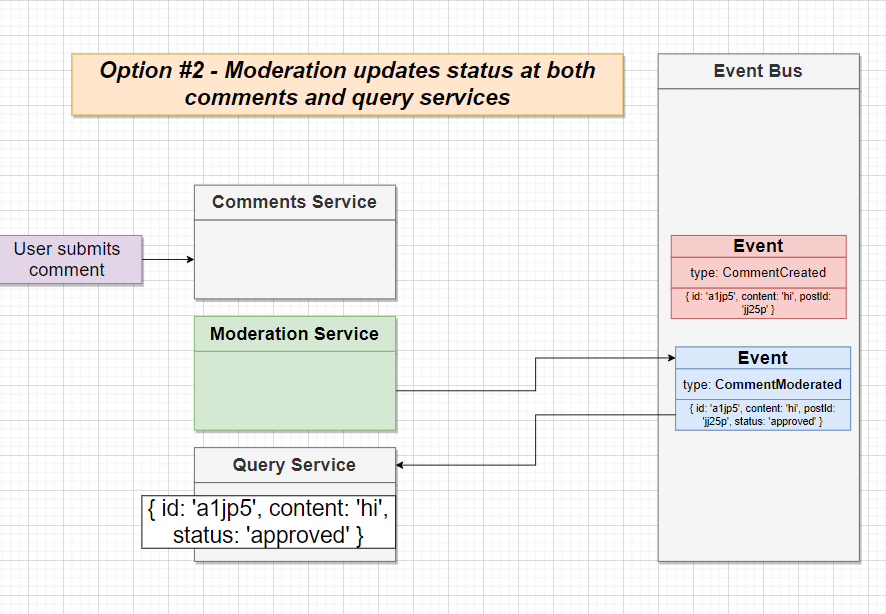 Option #2 - Moderation updates status at both
comments and query services
Event Bus
Comments Service
User submits
comment
Event
type: CommentCreated
{ id: 'a1jp5', content: 'hi', postId:
'jj25p' }
Moderation Service
Event
type: CommentModerated
{ id: 'a1jp5', content: 'hi', postId:
'jj25p', status: 'approved' }
Query Service
{ id: 'a1jp5', content: 'hi',
status: 'approved' }